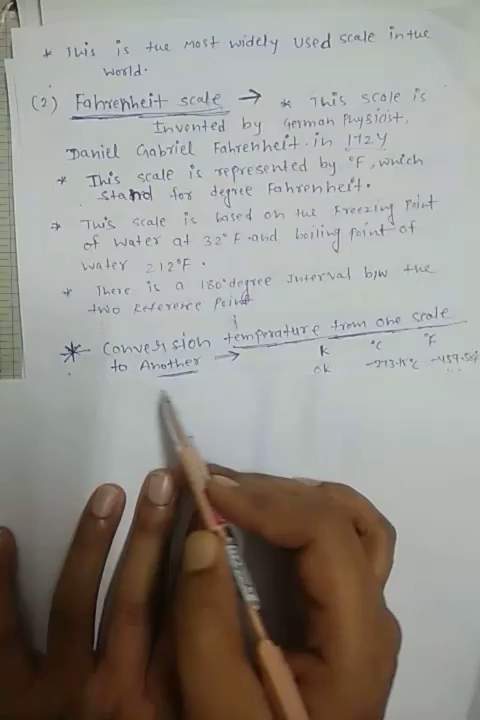 * This is the most widely used scale in the
world.
(2) Fahrenheit scale → * This scale is
Invented by German Physicist,
Daniel Gabriel Fahrenheit in 1724
* This scale is represented by °F, which
stand for degree Fahrenheit.
* This scale is based on the Freezing point
of water at 32°F and boiling point of
water 212°F.
* There is a 180° degree Interval b/w the
two Reference Point
* Conversion temperature from one scale
to Another → K °C °F
0K -273.15°C